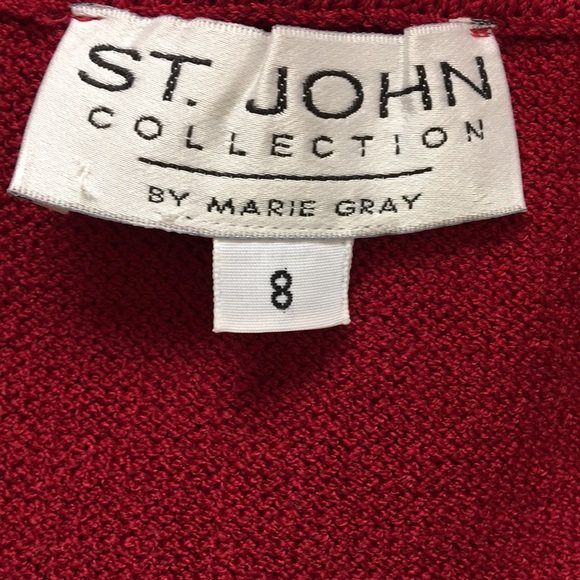 ST. JOHN
COLLECTION
BY MARIE GRAY
8